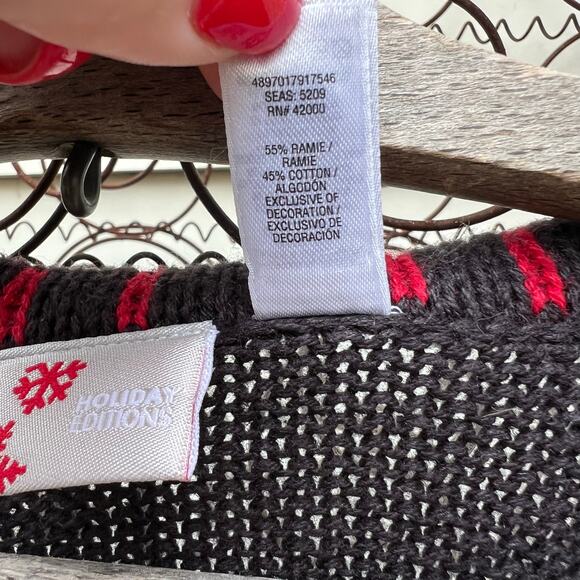 4897017917546
SEAS: 5209
RN# 42000
55% RAMIE /
RAMIE
45% COTTON /
ALGODÓN
EXCLUSIVE OF
DECORATION /
EXCLUSIVO DE
DECORACIÓN
HOLIDAY
EDITIONS